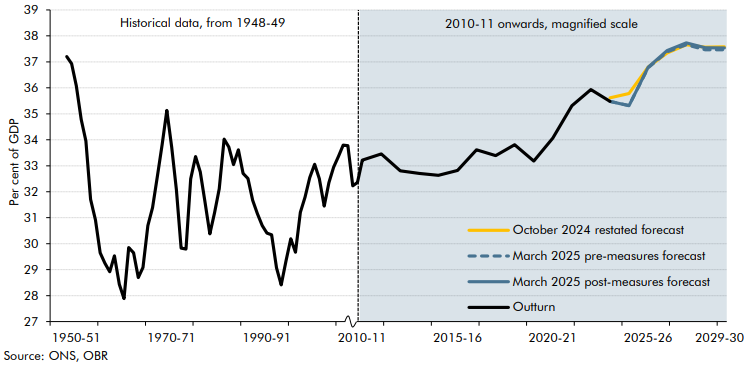 Historical data, from 1948-49
2010-11 onwards, magnified scale
Per cent of GDP
39
38
37
36
35
34
33
32
31
30
29
28
27
October 2024 restated forecast
March 2025 pre-measures forecast
March 2025 post-measures forecast
Outturn
1950-51 1970-71 1990-91 2010-11 2015-16 2020-21 2025-26 2029-30
Source: ONS, OBR